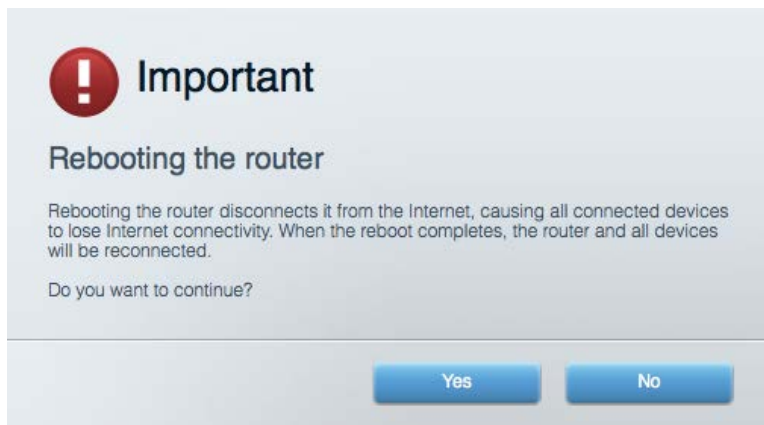 Important
Rebooting the router
Rebooting the router disconnects it from the Internet, causing all connected devices
to lose Internet connectivity. When the reboot completes, the router and all devices
will be reconnected.
Do you want to continue?
Yes No